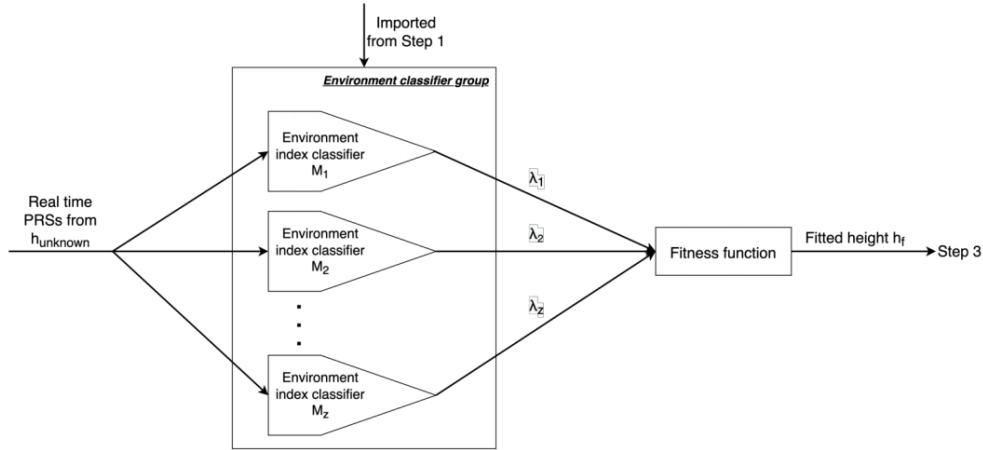 Imported
from Step 1
Environment classifier group
Environment
index classifier
M1
λ1
Real time
PRSs from
hunknown
Environment
index classifier
M2
λ2
Fitness function
Fitted height hf
Step 3
λz
Environment
index classifier
Mz